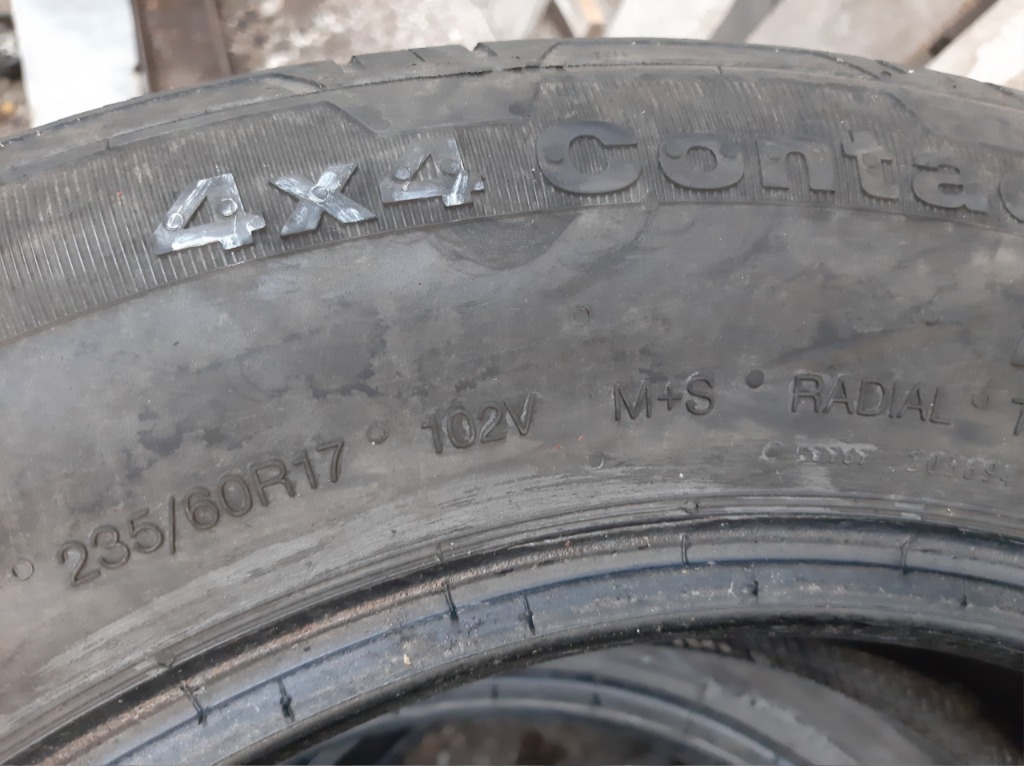 4x4 Contac
235/60R17 • 102V M+S • RADIAL •